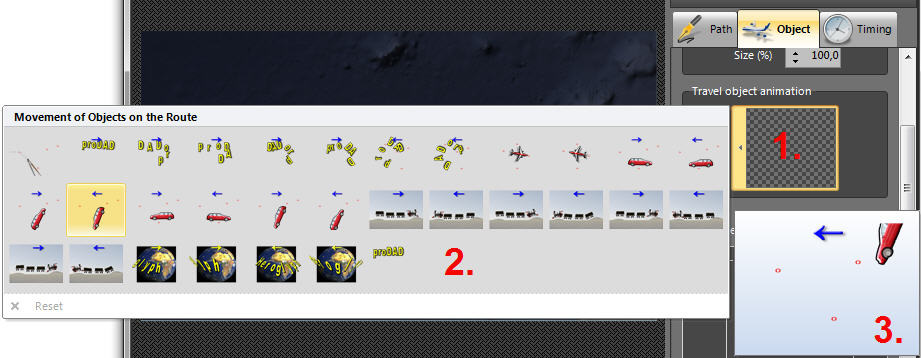 Path
Object
Timing
Size (%)
100,0
Travel object animation
1.
Movement of Objects on the Route
proDAD
proDAD
2.
Reset
3.